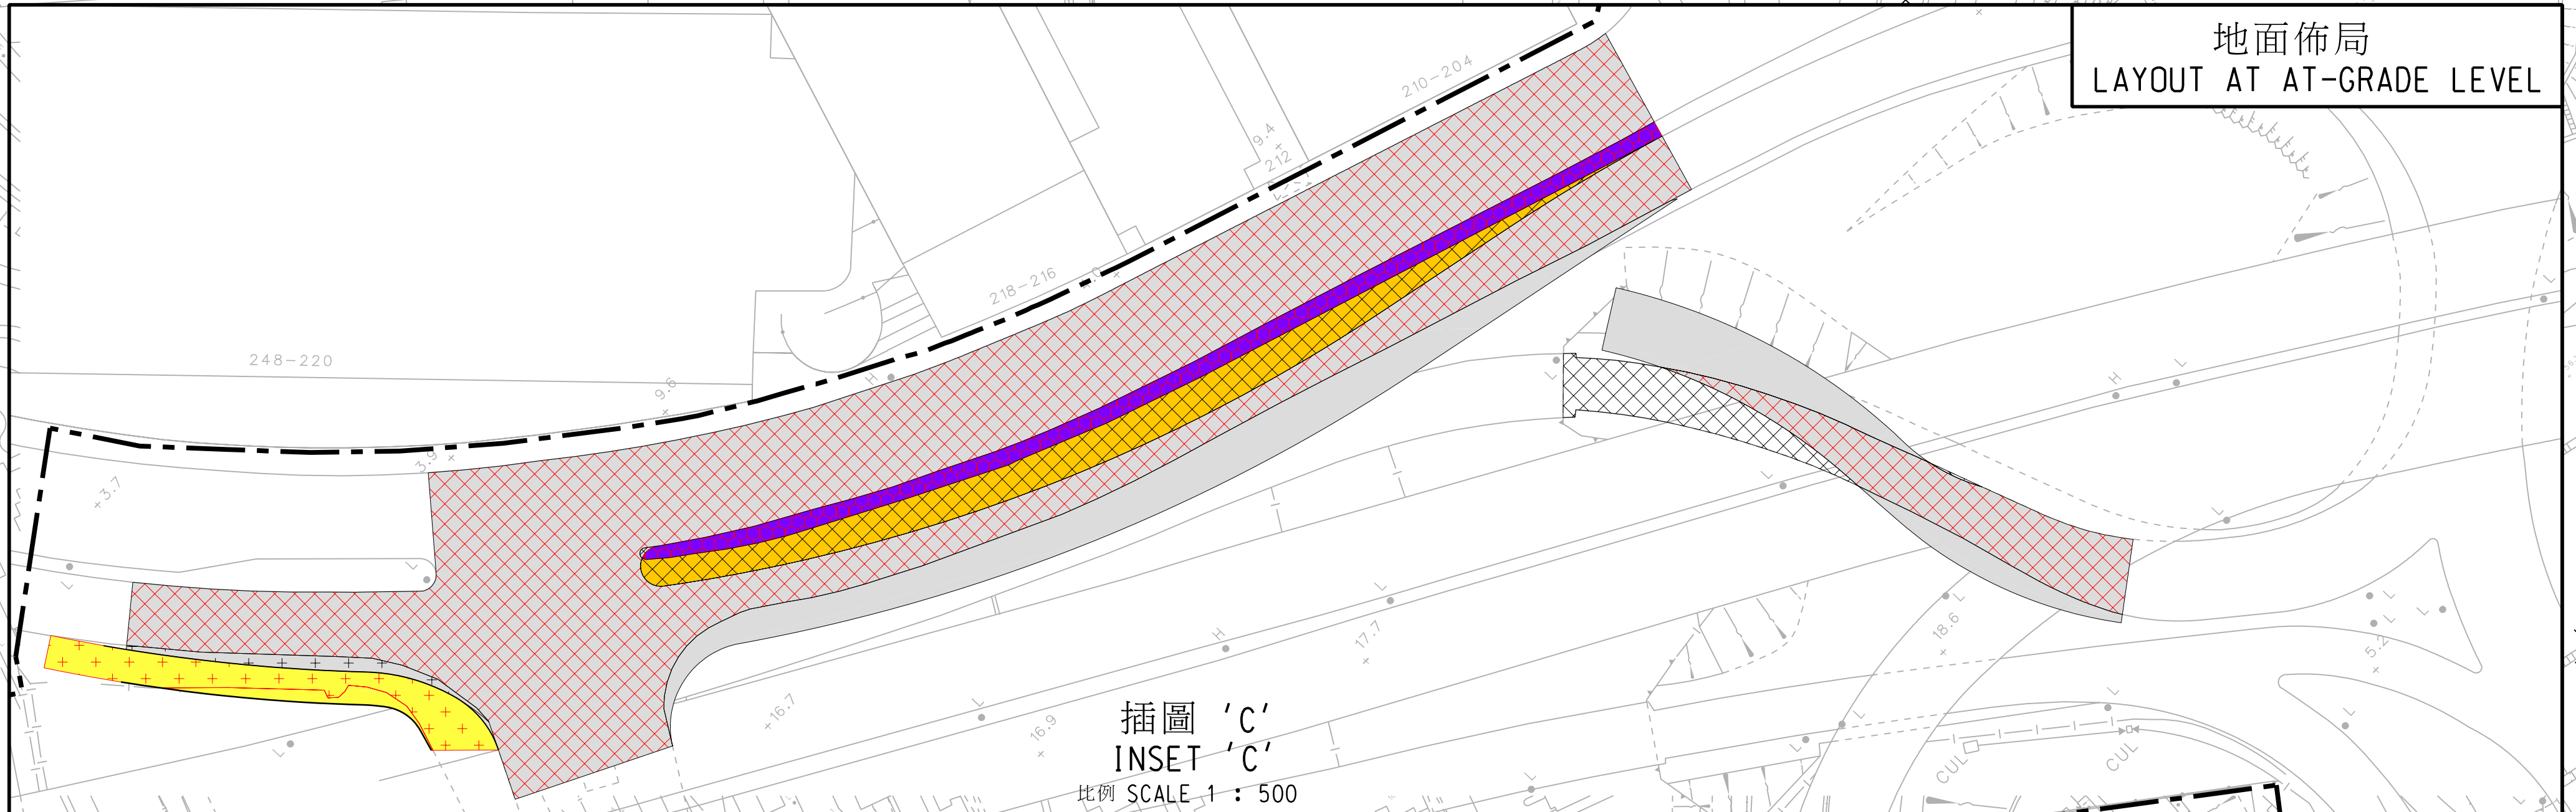 地面佈局
LAYOUT AT AT-GRADE LEVEL
210-204
9.4
212
218-216
248-220
9.6
H
3.9
+3.7
L
L
L
L
H
L
L
L
L
H
L
L
L
L
17.7
18.6
5.2
+16.7
16.9
L
L
L
L
L
L
CUL
CUL
插圖 'C'
INSET 'C'
比例 SCALE 1 : 500